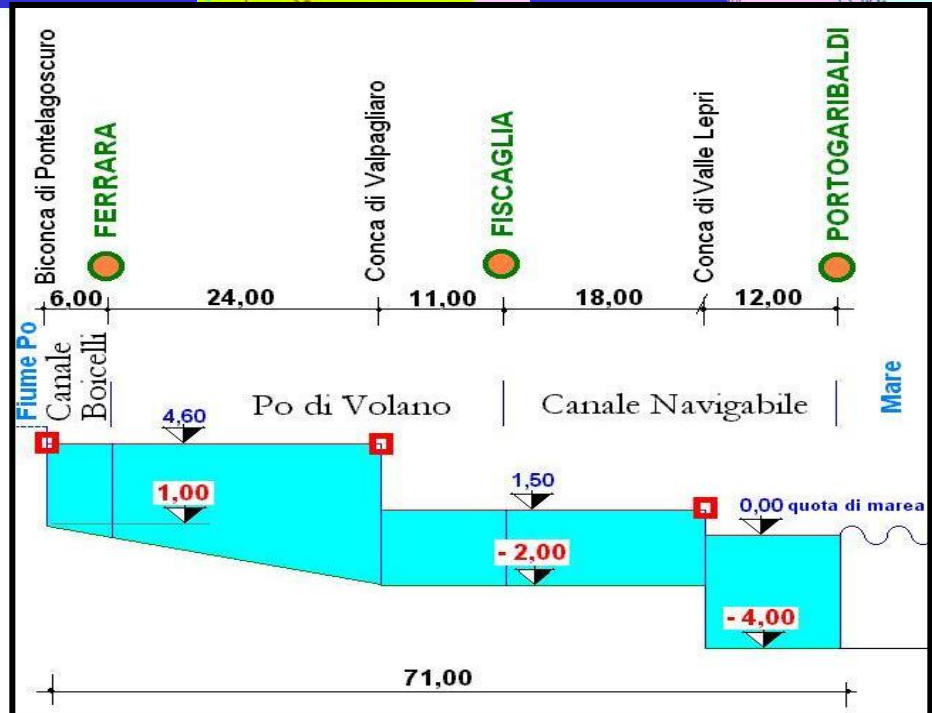 Biconca di Pontelagoscuro
FERRARA
Conca di Valpagliaro
FISCAGLIA
Conca di Valle Lepri
PORTOGARIBALDI
6,00
24,00
11,00
18,00
12,00
Fiume Po
Canale
Boicelli
Po di Volano
Canale Navigabile
Mare
4,60
1,00
1,50
- 2,00
0,00 quota di marea
- 4,00
71,00